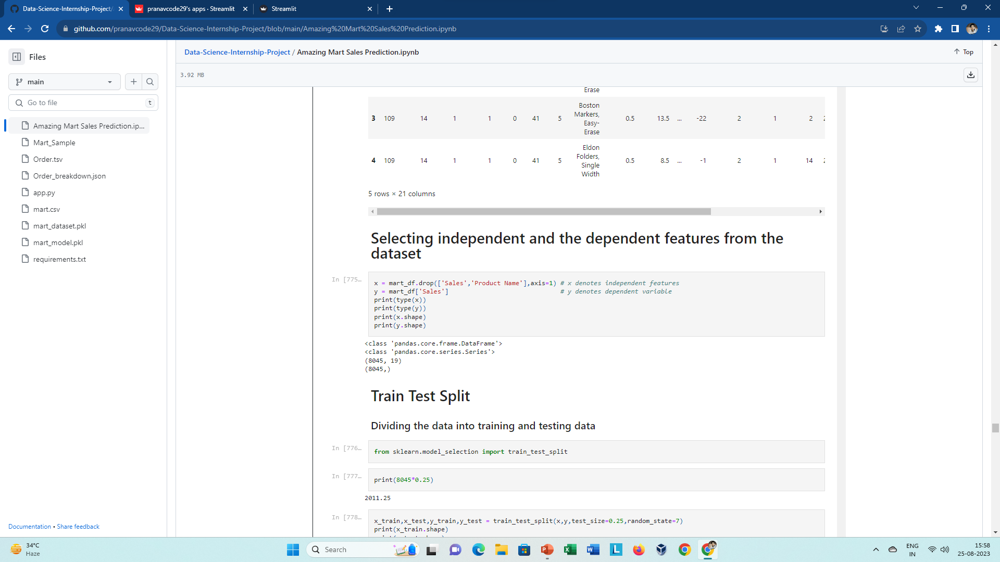 Data-Science-Internship-Project/
pranavcode29's apps · Streamlit
Streamlit
github.com/pranavcode29/Data-Science-Internship-Project/blob/main/Amazing%20Mart%20Sales%20Prediction.ipynb
Files
main
Go to file
t
Amazing Mart Sales Prediction.ip...
Mart_Sample
Order.tsv
Order_breakdown.json
app.py
mart.csv
mart_dataset.pkl
mart_model.pkl
requirements.txt
Documentation • Share feedback
Data-Science-Internship-Project / Amazing Mart Sales Prediction.ipynb
Top
3.92 MB
Erase
3 109 14 1 1 0 41 5 Boston Markers, Easy-Erase 0.5 13.5 ... -22 2 1 2
4 109 14 1 1 0 41 5 Eldon Folders, Single Width 0.5 8.5 ... -1 2 1 14
5 rows × 21 columns
Selecting independent and the dependent features from the
dataset
In [775…
x = mart_df.drop(['Sales','Product Name'],axis=1) # x denotes independent features
y = mart_df['Sales'] # y denotes dependent variable
print(type(x))
print(type(y))
print(x.shape)
print(y.shape)
<class 'pandas.core.frame.DataFrame'>
<class 'pandas.core.series.Series'>
(8045, 19)
(8045,)
Train Test Split
Dividing the data into training and testing data
In [776…
from sklearn.model_selection import train_test_split
In [777…
print(8045*0.25)
2011.25
In [778…
x_train,x_test,y_train,y_test = train_test_split(x,y,test_size=0.25,random_state=7)
print(x_train.shape)
34°C
Haze
Search
ENG
IN
15:58
25-08-2023